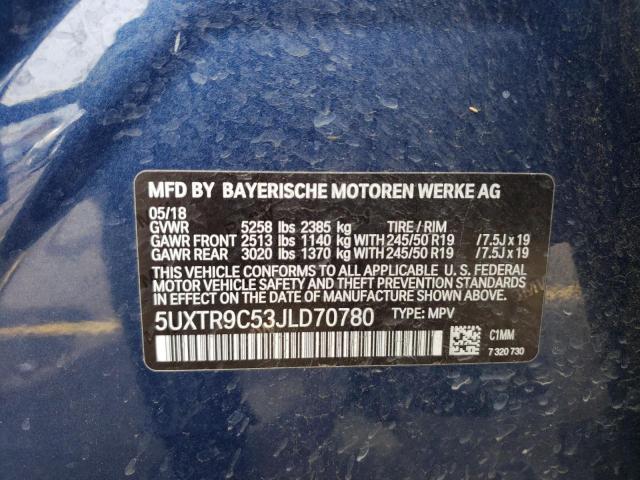 MFD BY BAYERISCHE MOTOREN WERKE AG
05/18
GVWR 5258 lbs 2385 kg TIRE / RIM
GAWR FRONT 2513 lbs 1140 kg WITH 245/50 R19 / 7.5J x 19
GAWR REAR 3020 lbs 1370 kg WITH 245/50 R19 / 7.5J x 19
THIS VEHICLE CONFORMS TO ALL APPLICABLE U. S. FEDERAL
MOTOR VEHICLE SAFETY AND THEFT PREVENTION STANDARDS
IN EFFECT ON THE DATE OF MANUFACTURE SHOWN ABOVE.
5UXTR9C53JLD70780 TYPE: MPV
C1MM
7 320 730